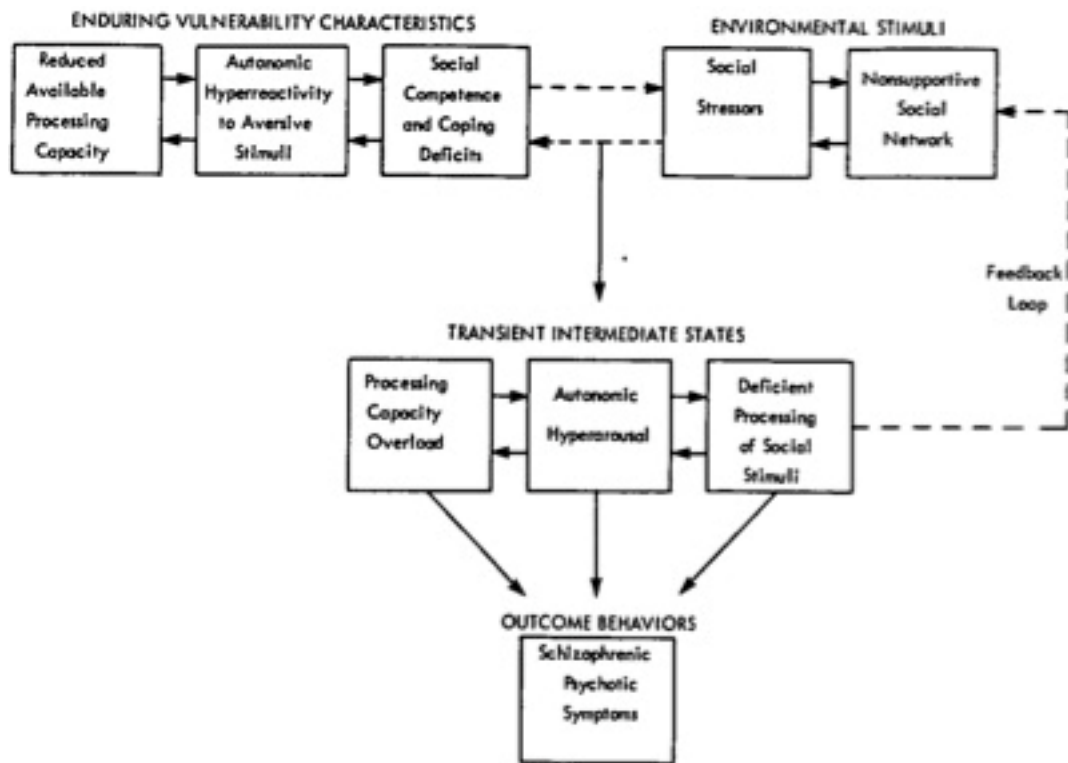 ENDURING VULNERABILITY CHARACTERISTICS
Reduced
Available
Processing
Capacity
Autonomic
Hyperreactivity
to Aversive
Stimuli
Social
Competence
and Coping
Deficits
ENVIRONMENTAL STIMULI
Social
Stressors
Nonsupportive
Social
Network
Feedback
Loop
TRANSIENT INTERMEDIATE STATES
Processing
Capacity
Overload
Autonomic
Hyperarousal
Deficient
Processing
of Social
Stimuli
OUTCOME BEHAVIORS
Schizophrenic
Psychotic
Symptoms